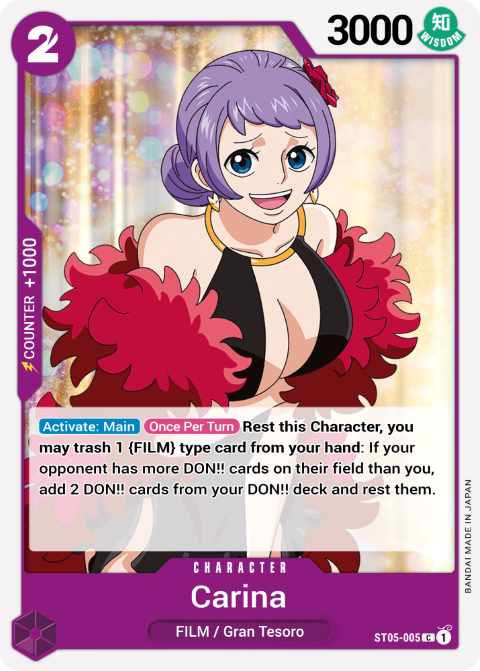 2
3000
知
WISDOM
COUNTER +1000
Activate: Main Once Per Turn Rest this Character, you
may trash 1 {FILM} type card from your hand: If your
opponent has more DON!! cards on their field than you,
add 2 DON!! cards from your DON!! deck and rest them.
BANDAI MADE IN JAPAN
CHARACTER
Carina
FILM / Gran Tesoro
ST05-005 C 1